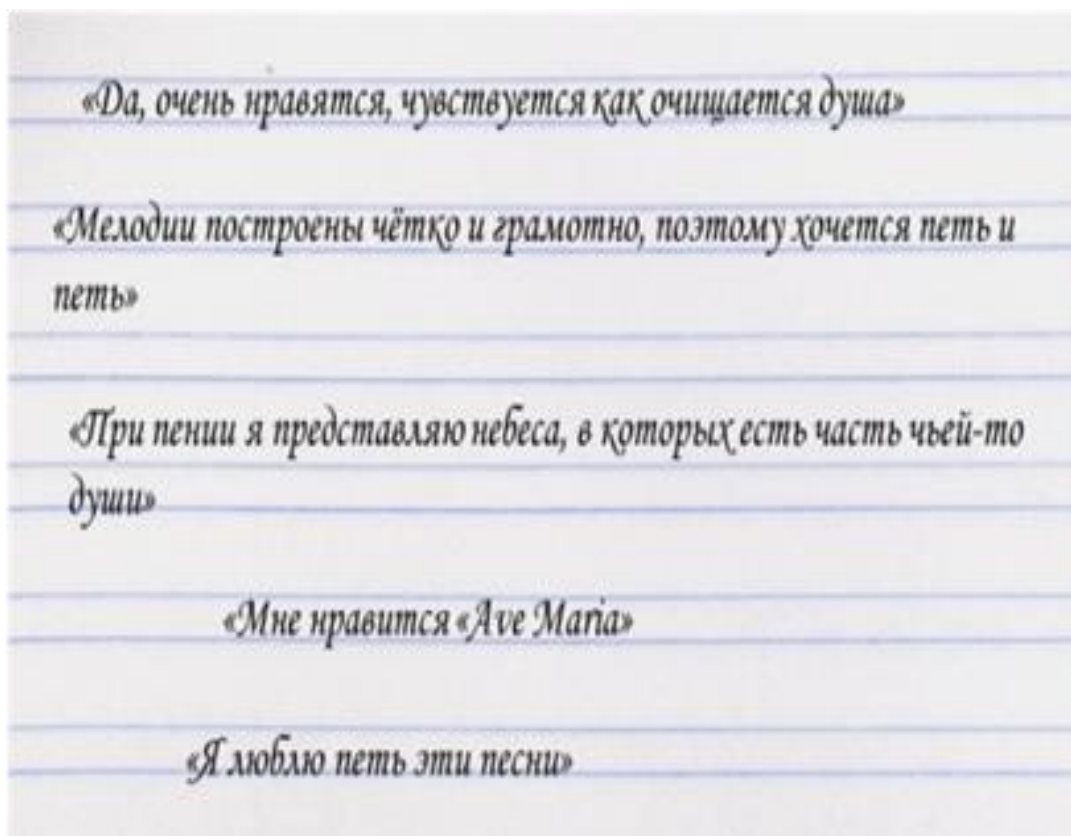 «Да, очень нравятся, чувствуется как очищается душа»
«Мелодии построены чётко и грамотно, поэтому хочется петь и
петь»
«При пении я представляю небеса, в которых есть часть чьей-то
души»
«Мне нравится «Ave Maria»
«Я люблю петь эти песни»